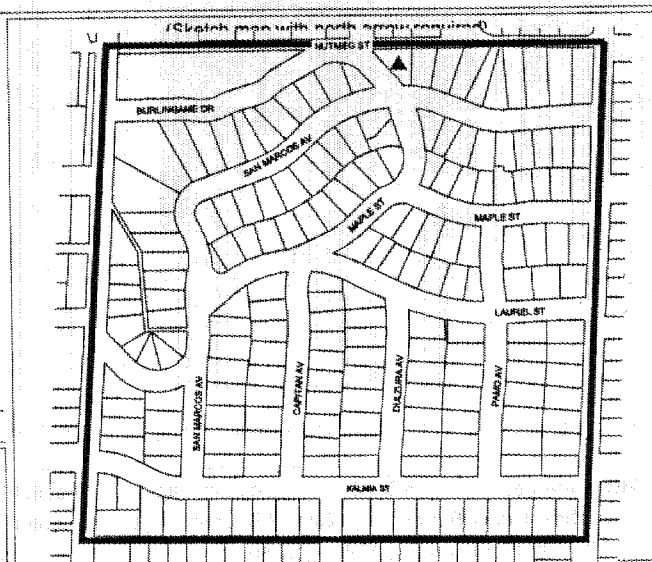 (Sketch map with north arrow required)
NUTMEG ST
BURLINGAME DR
SAN MARCOS AV
MAPLE ST
MAPLE ST
LAUREL ST
SAN MARCOS AV
CAPITAN AV
DULZURA AV
PAMO AV
KALMIA ST